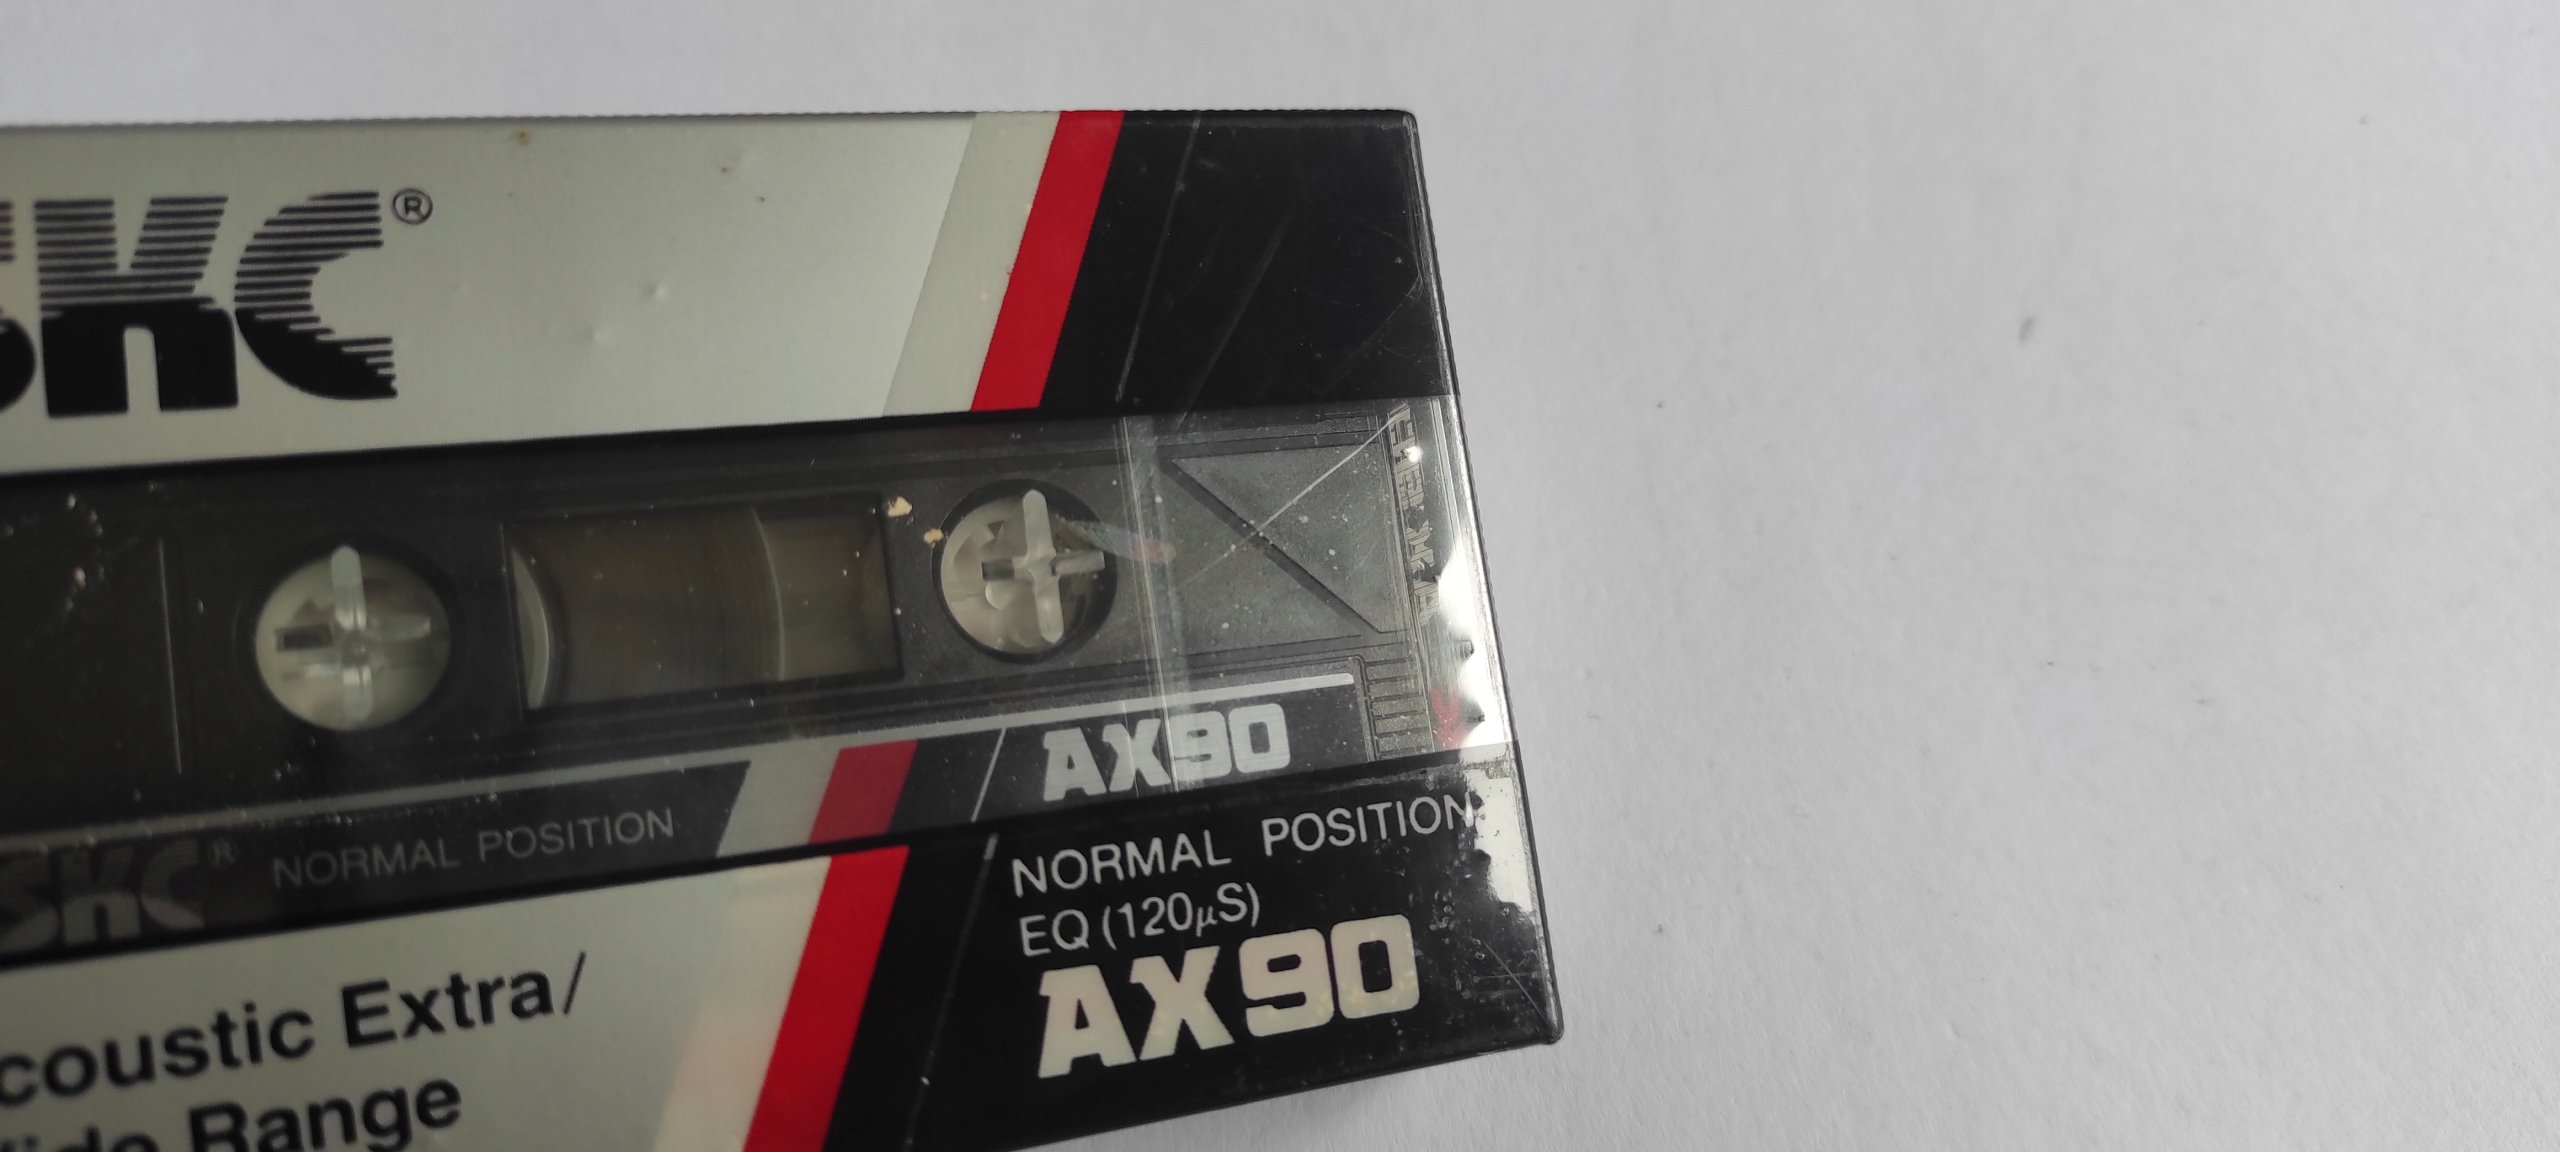 SKC®
AX90
SKC® NORMAL POSITION
NORMAL POSITION
EQ (120µS)
AX90
coustic Extra/
Range